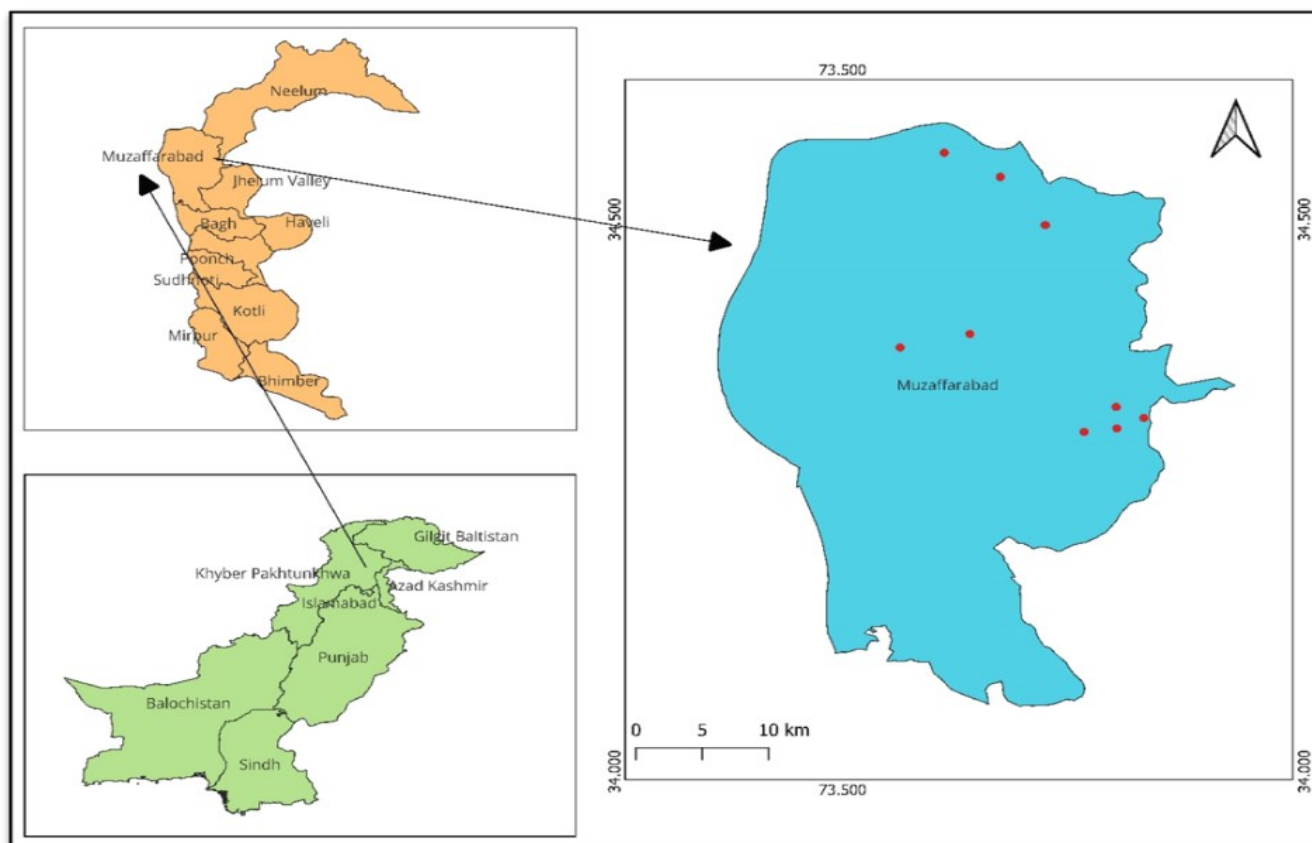 Neelum
Muzaffarabad
Jhelum Valley
Bagh
Haveli
Poonch
Sudhnoti
Kotli
Mirpur
Bhimber
Gilgit Baltistan
Khyber Pakhtunkhwa
Azad Kashmir
Islamabad
Punjab
Balochistan
Sindh
73.500
34.500
34.500
Muzaffarabad
0 5 10 km
34.000
34.000
73.500